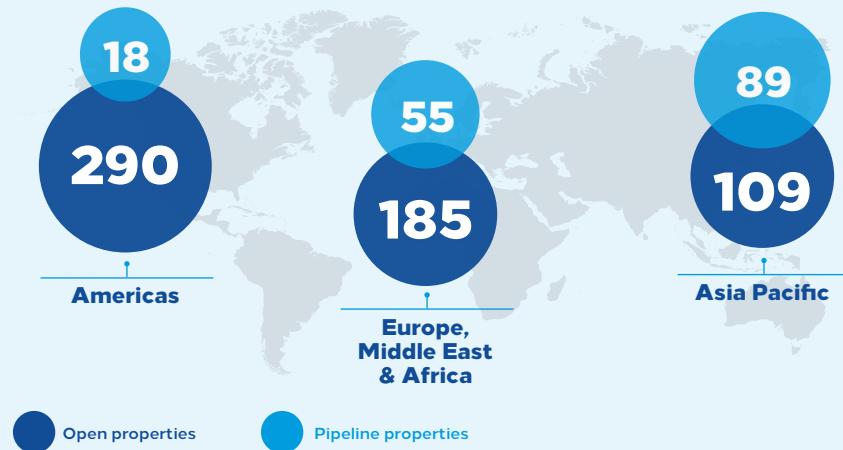 18
290
Americas
55
185
Europe,
Middle East
& Africa
89
109
Asia Pacific
Open properties
Pipeline properties